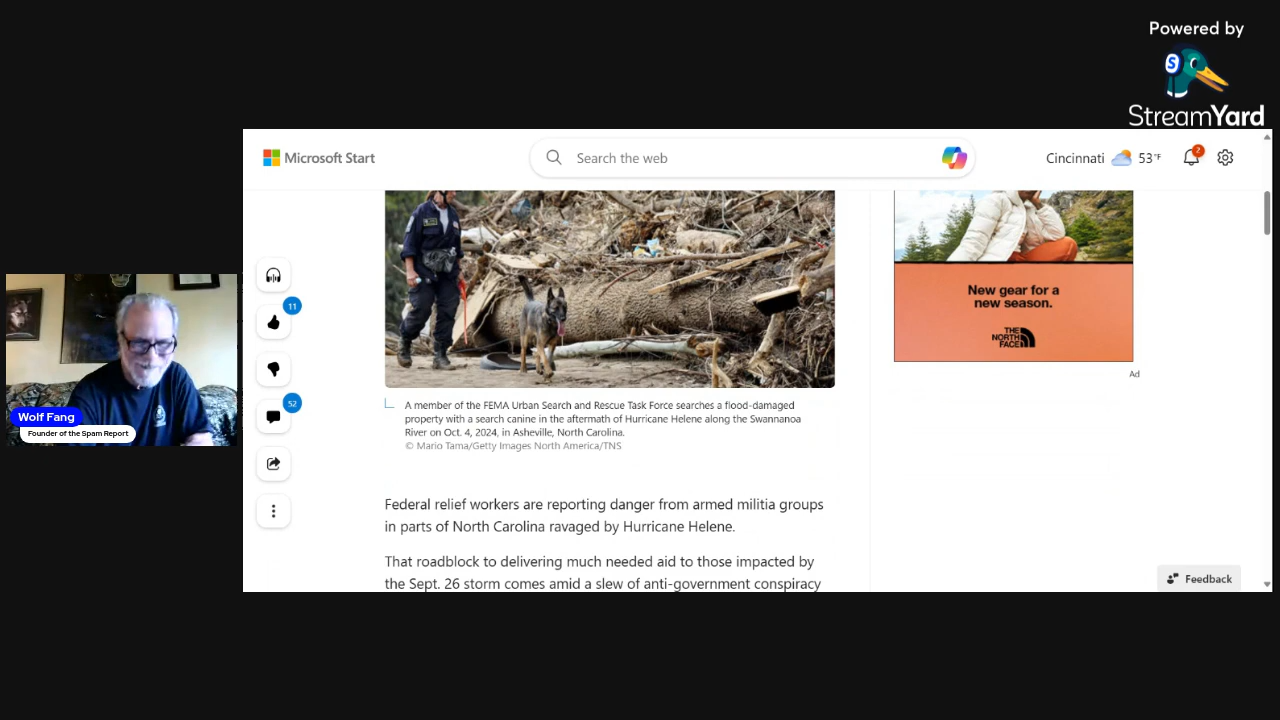 Powered by
StreamYard
Microsoft Start
Search the web
Cincinnati
53°F
2
11
52
New gear for a
new season.
THE
NORTH
FACE
Ad
A member of the FEMA Urban Search and Rescue Task Force searches a flood-damaged
property with a search canine in the aftermath of Hurricane Helene along the Swannanoa
River on Oct. 4, 2024, in Asheville, North Carolina.
© Mario Tama/Getty Images North America/TNS
Federal relief workers are reporting danger from armed militia groups
in parts of North Carolina ravaged by Hurricane Helene.
That roadblock to delivering much needed aid to those impacted by
the Sept. 26 storm comes amid a slew of anti-government conspiracy
Feedback
Wolf Fang
Founder of the Spam Report